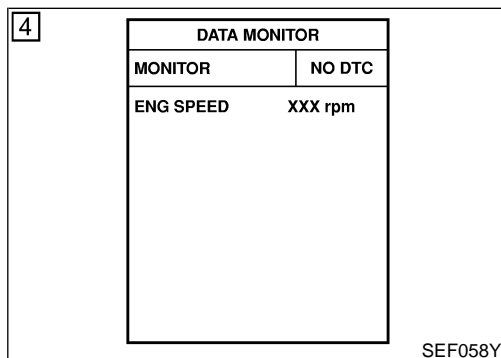 4
DATA MONITOR
MONITOR NO DTC
ENG SPEED XXX rpm
SEF058Y